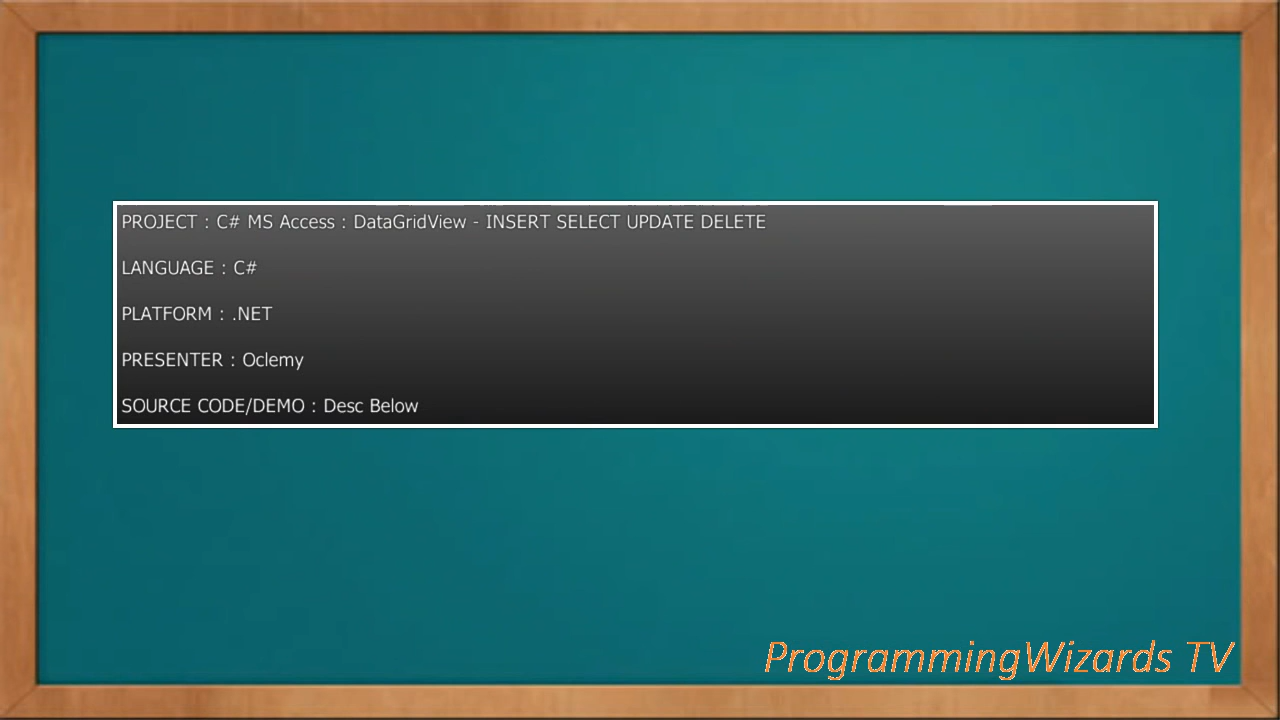 PROJECT : C# MS Access : DataGridView - INSERT SELECT UPDATE DELETE
LANGUAGE : C#
PLATFORM : .NET
PRESENTER : Oclemy
SOURCE CODE/DEMO : Desc Below
ProgrammingWizards TV